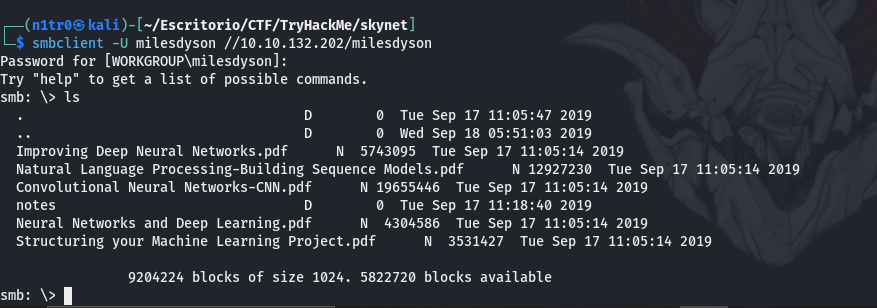 (n1tr0㉿kali)-[~/Escritorio/CTF/TryHackMe/skynet]
$ smbclient -U milesdyson //10.10.132.202/milesdyson
Password for [WORKGROUP\milesdyson]:
Try "help" to get a list of possible commands.
smb: \> ls
. D 0 Tue Sep 17 11:05:47 2019
.. D 0 Wed Sep 18 05:51:03 2019
Improving Deep Neural Networks.pdf N 5743095 Tue Sep 17 11:05:14 2019
Natural Language Processing-Building Sequence Models.pdf N 12927230 Tue Sep 17 11:05:14 2019
Convolutional Neural Networks-CNN.pdf N 19655446 Tue Sep 17 11:05:14 2019
notes D 0 Tue Sep 17 11:18:40 2019
Neural Networks and Deep Learning.pdf N 4304586 Tue Sep 17 11:05:14 2019
Structuring your Machine Learning Project.pdf N 3531427 Tue Sep 17 11:05:14 2019
9204224 blocks of size 1024. 5822720 blocks available
smb: \>